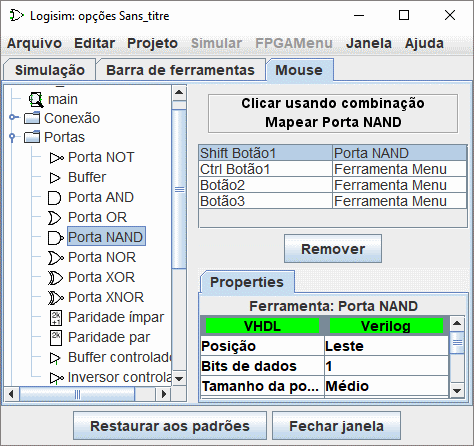 Logisim: opções Sans_titre
Arquivo Editar Projeto Simular FPGAMenu Janela Ajuda
Simulação Barra de ferramentas Mouse
main
Conexão
Portas
Porta NOT
Buffer
Porta AND
Porta OR
Porta NAND
Porta NOR
Porta XOR
Porta XNOR
Paridade ímpar
Paridade par
Buffer controlado
Inversor controla
Clicar usando combinação
Mapear Porta NAND
Shift Botão1 Porta NAND
Ctrl Botão1 Ferramenta Menu
Botão2 Ferramenta Menu
Botão3 Ferramenta Menu
Remover
Properties
Ferramenta: Porta NAND
VHDL Verilog
Posição Leste
Bits de dados 1
Tamanho da po... Médio
Restaurar aos padrões Fechar janela